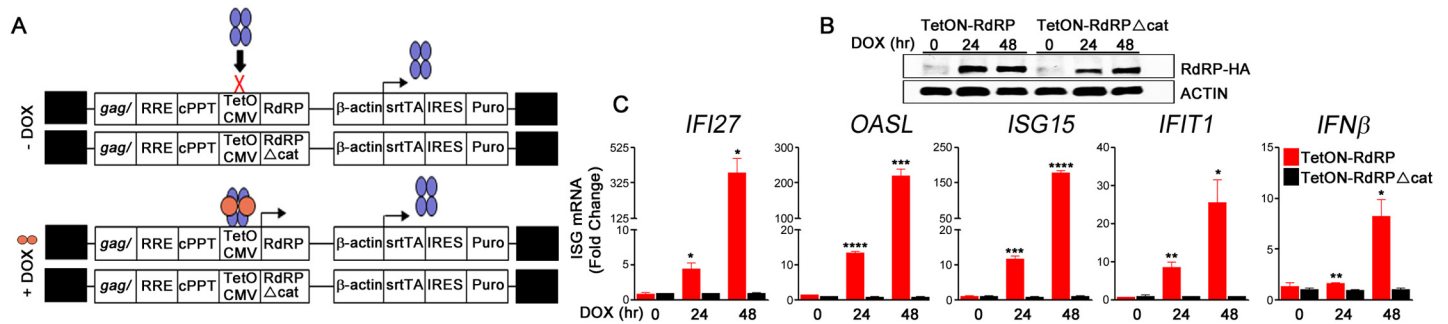 A
- DOX
gag/ RRE cPPT TetO CMV RdRP β-actin srtTA IRES Puro
gag/ RRE cPPT TetO CMV RdRP △cat β-actin srtTA IRES Puro
+ DOX
gag/ RRE cPPT TetO CMV RdRP β-actin srtTA IRES Puro
gag/ RRE cPPT TetO CMV RdRP △cat β-actin srtTA IRES Puro
B
TetON-RdRP TetON-RdRP△cat
DOX (hr) 0 24 48 0 24 48
RdRP-HA
ACTIN
C
ISG mRNA
(Fold Change)
IFI27
525
325
125
10
5
0
*
*
DOX (hr) 0 24 48
OASL
300
200
100
20
10
0
****
***
0 24 48
ISG15
250
150
50
20
10
0
***
****
0 24 48
IFIT1
40
30
20
10
0
**
*
0 24 48
IFNβ
TetON-RdRP
TetON-RdRP△cat
15
10
5
0
**
*
0 24 48